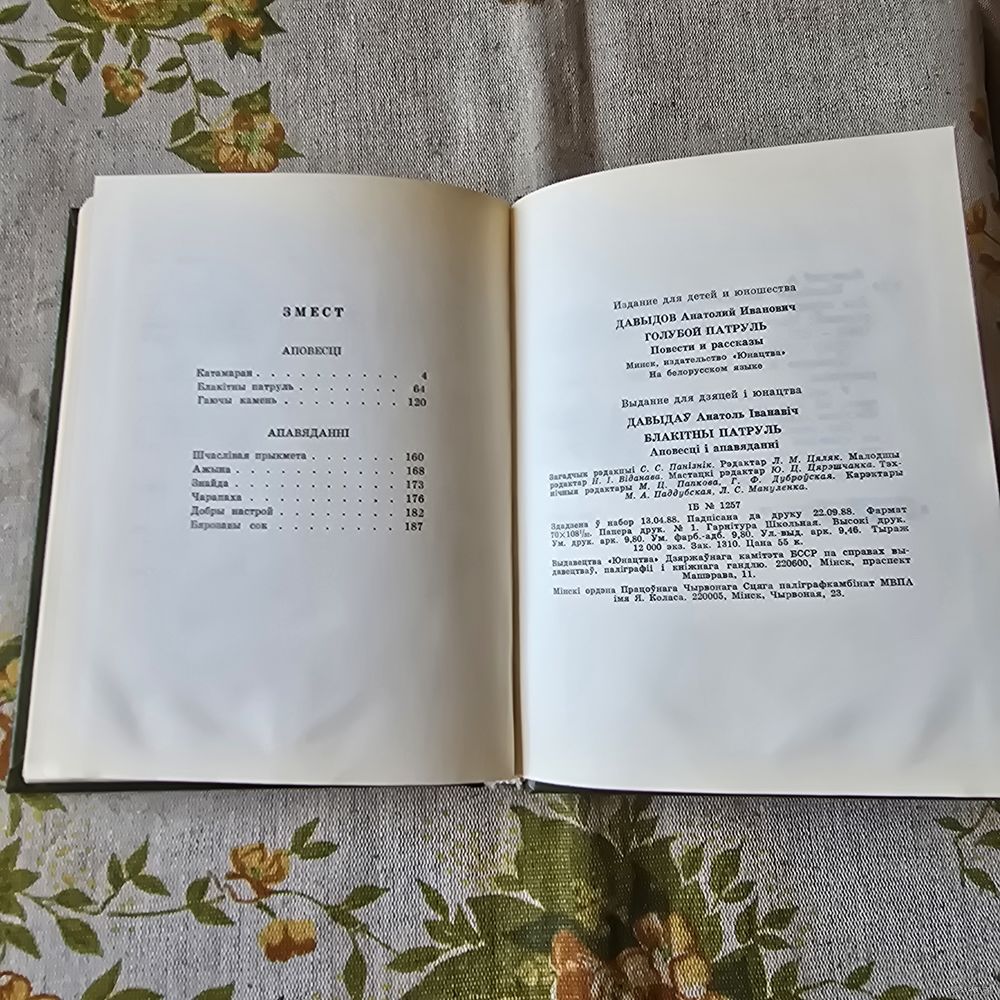 ЗМЕСТ
АПОВЕСЦІ
Катамаран . . . . . . . . . . . 4
Блакітны патруль . . . . . . . 64
Гаючы камень . . . . . . . . 120
АПАВЯДАННІ
Шчаслівая прыкмета . . . . . . 160
Ажына . . . . . . . . . . . . 168
Знайда . . . . . . . . . . . . 173
Чарапаха . . . . . . . . . . . 176
Добры настрой . . . . . . . . 182
Бярозавы сок . . . . . . . . . 187
Издание для детей и юношества
ДАВЫДОВ Анатолий Иванович
ГОЛУБОЙ ПАТРУЛЬ
Повести и рассказы
Минск, издательство «Юнацтва»
На белорусском языке
Выданне для дзяцей і юнацтва
ДАВЫДАЎ Анатоль Іванавіч
БЛАКІТНЫ ПАТРУЛЬ
Аповесці і апавяданні
Загадчык рэдакцыі С. С. Панізнік. Рэдактар Л. М. Цяляк. Малодшы
рэдактар Н. І. Віданава. Мастацкі рэдактар Ю. Ц. Цярэшчанка. Тэх-
нічныя рэдактары М. Ц. Папкова, Г. Ф. Дуброўская. Карэктары
М. А. Паддубская, Л. С. Мануленка.
ІБ № 1257
Здадзена ў набор 13.04.88. Падпісана да друку 22.09.88. Фармат
70×108¹/₃₂. Папера друк. № 1. Гарнітура Школьная. Высокі друк.
Ум. друк. арк. 9,80. Ум. фарб.-адб. 9,80. Ул.-выд. арк. 9,46. Тыраж
12 000 экз. Зак. 1310. Цана 55 к.
Выдавецтва «Юнацтва» Дзяржаўнага камітэта БССР па справах вы-
давецтваў, паліграфіі і кніжнага гандлю. 220600, Мінск, праспект
Машэрава, 11.
Мінскі ордэна Працоўнага Чырвонага Сцяга паліграфкамбінат МВПА
імя Я. Коласа. 220005, Мінск, Чырвоная, 23.